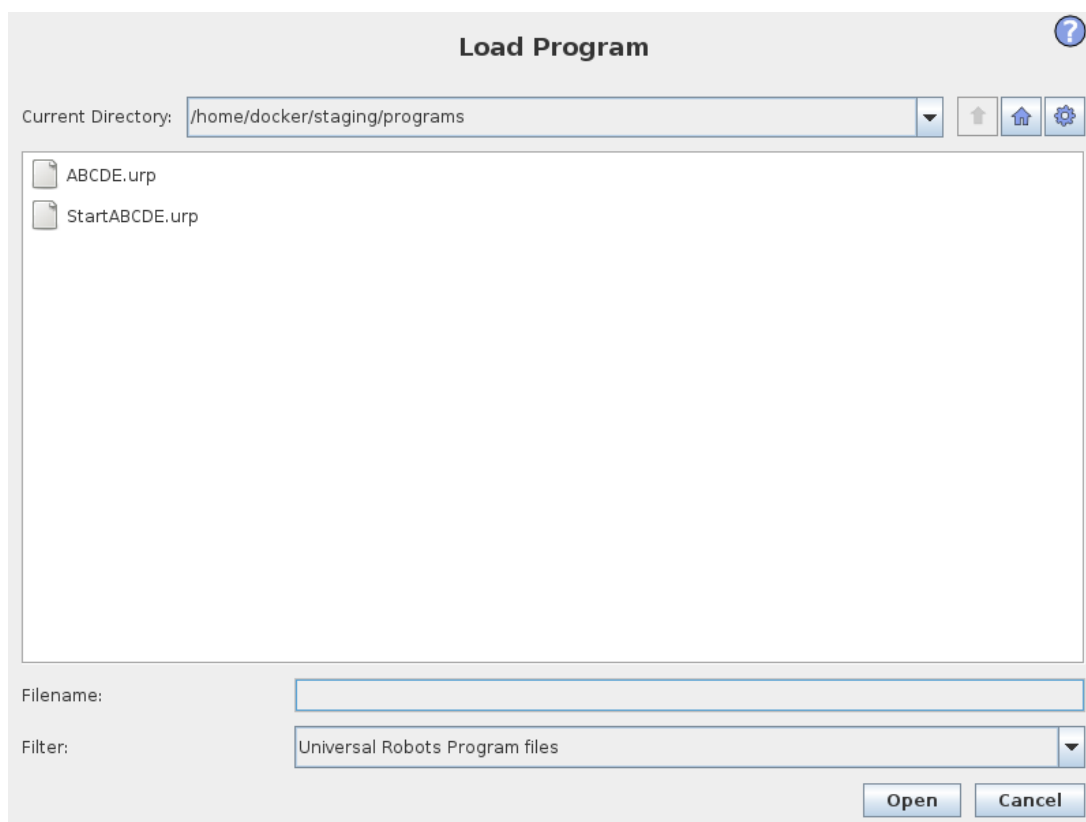 Load Program
?
Current Directory: /home/docker/staging/programs
ABCDE.urp
StartABCDE.urp
Filename:
Filter: Universal Robots Program files
Open Cancel